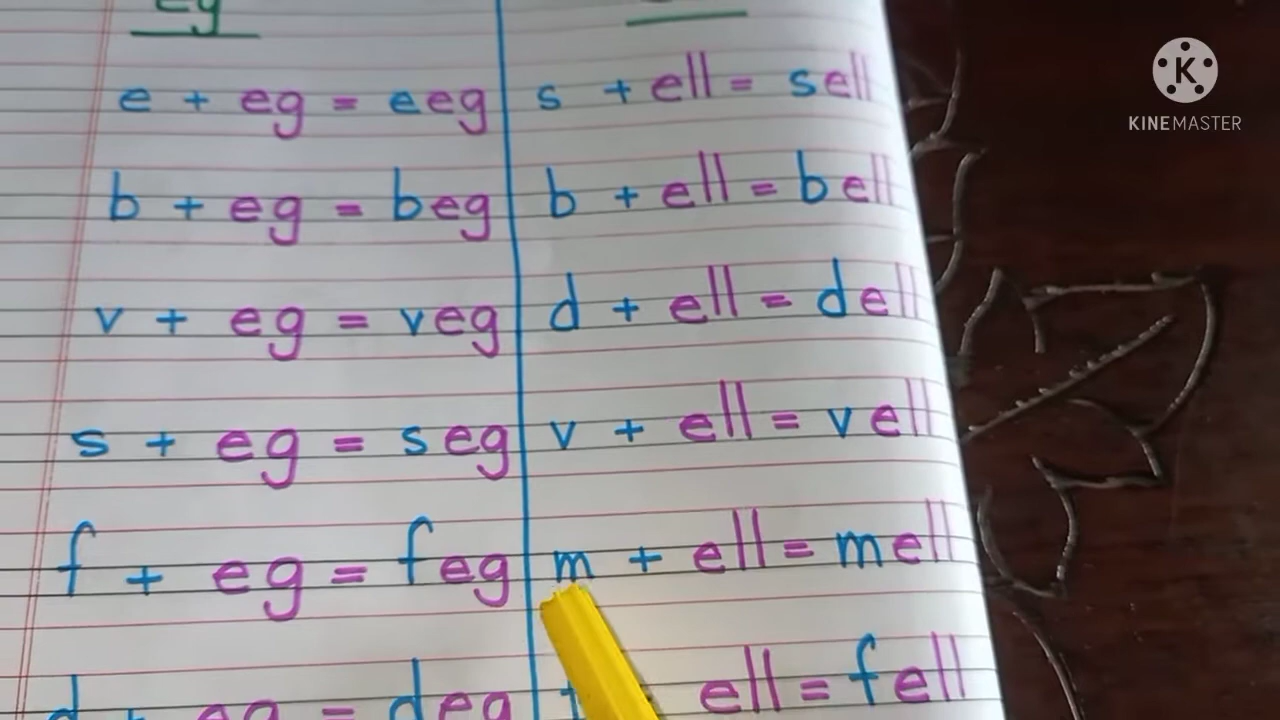 eg
e + eg = eeg
s + ell = sell
b + eg = beg
b + ell = bell
v + eg = veg
d + ell = dell
s + eg = seg
v + ell = vell
f + eg = feg
m + ell = mell
d + eg = deg
ell = fell
KINEMASTER